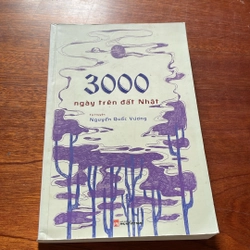 3000
ngày trên đất Nhật
Nguyễn Quốc Vương